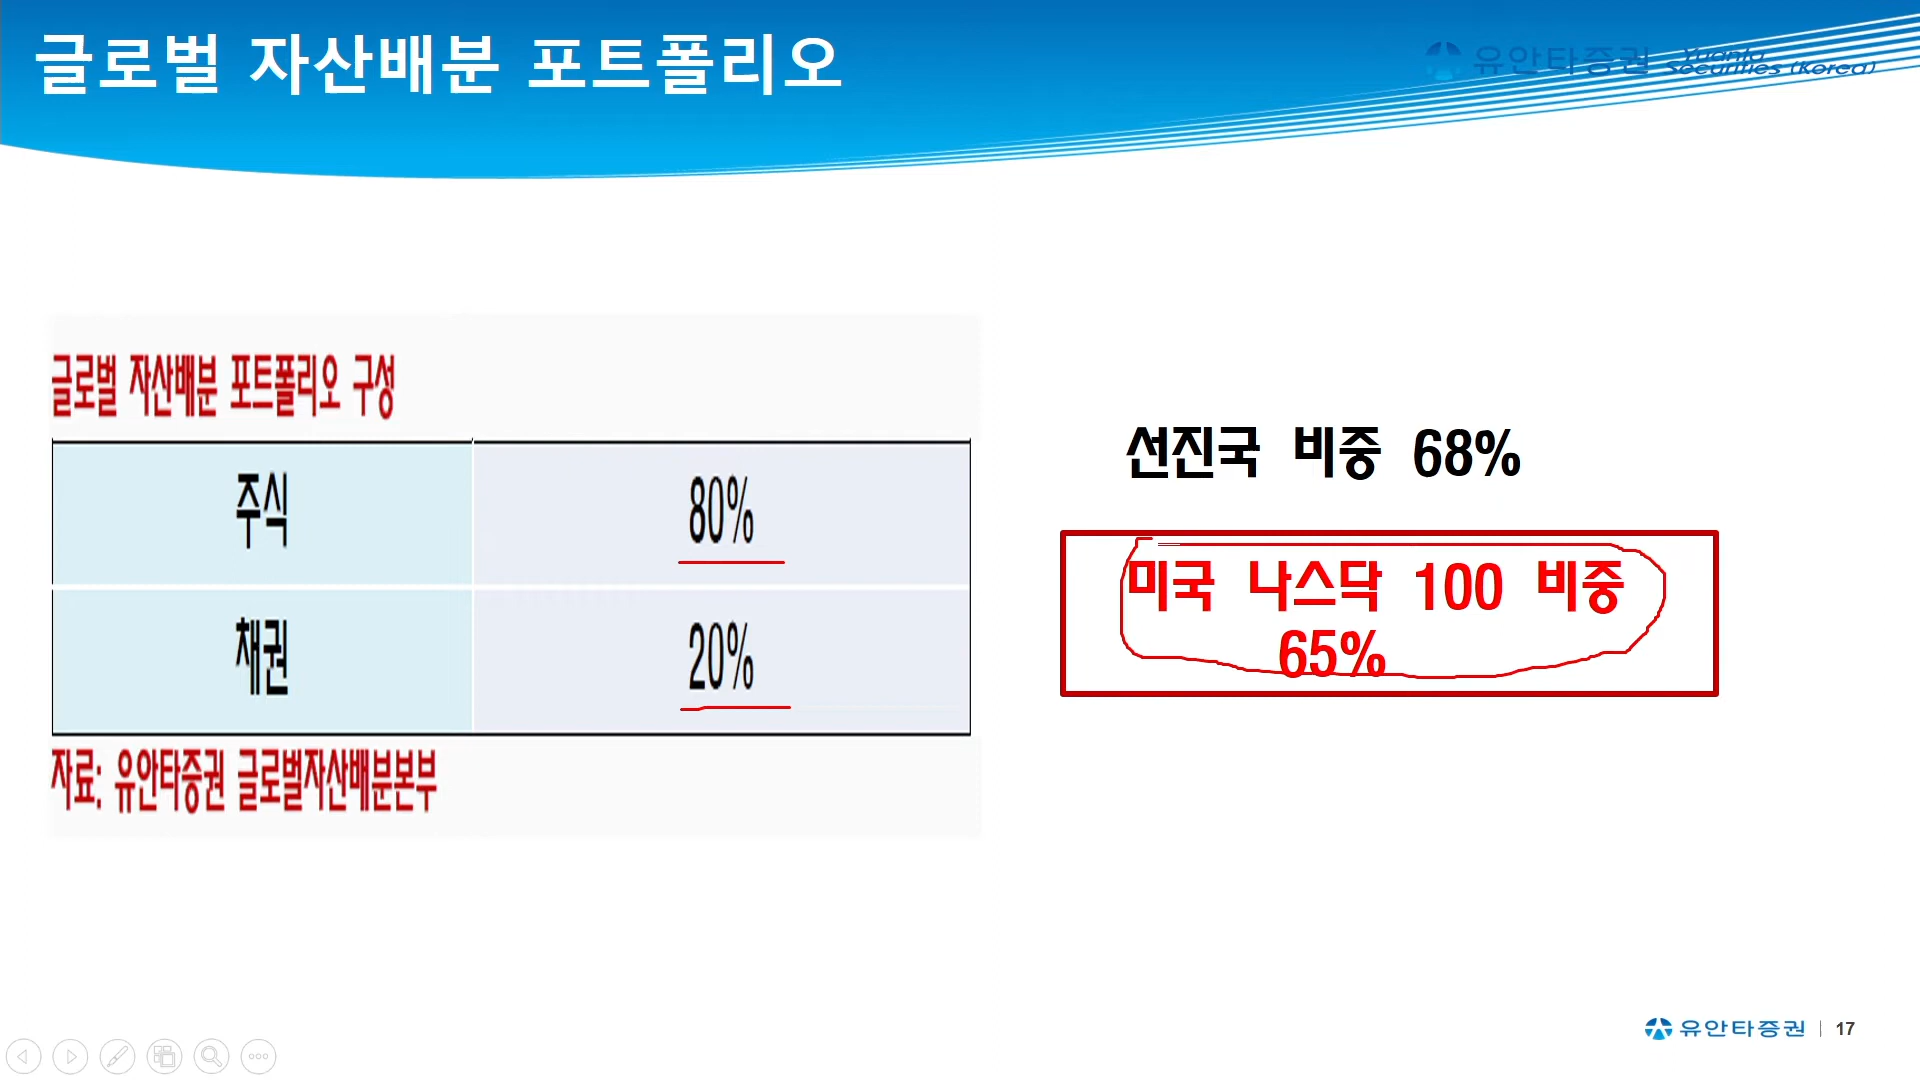 글로벌 자산배분 포트폴리오
유안타증권 Yuanta Securities (Korea)
글로벌 자산배분 포트폴리오 구성
주식 80%
채권 20%
자료: 유안타증권 글로벌자산배분본부
선진국 비중 68%
미국 나스닥 100 비중
65%
유안타증권 | 17